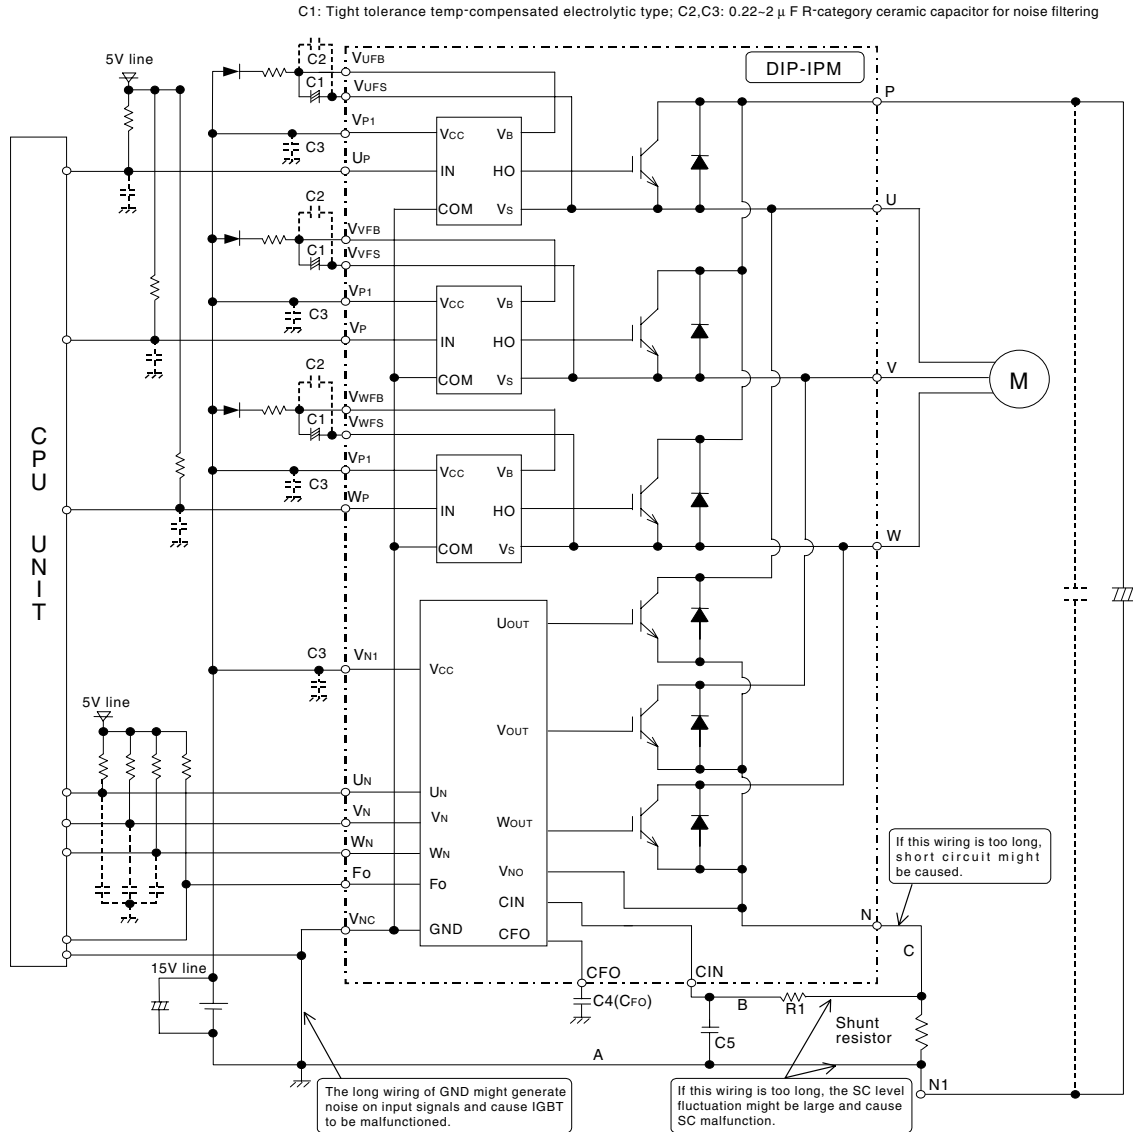 C1: Tight tolerance temp-compensated electrolytic type; C2,C3: 0.22~2 μ F R-category ceramic capacitor for noise filtering
5V line
C2
C1
VUFB
VUFS
DIP-IPM
P
VP1
C3
UP
VCC
VB
IN
HO
COM
VS
U
C2
C1
VVFB
VVFS
VP1
C3
VP
VCC
VB
IN
HO
COM
VS
V
M
C2
C1
VWFB
VWFS
VP1
C3
WP
VCC
VB
IN
HO
COM
VS
W
CPU UNIT
C3
VN1
VCC
UOUT
VOUT
WOUT
5V line
UN
VN
WN
Fo
VNC
UN
VN
WN
Fo
GND
VNO
CIN
CFO
If this wiring is too long,
short circuit might
be caused.
N
C
15V line
CFO
CIN
C4(CFO)
B
R1
C5
Shunt
resistor
A
N1
The long wiring of GND might generate
noise on input signals and cause IGBT
to be malfunctioned.
If this wiring is too long, the SC level
fluctuation might be large and cause
SC malfunction.